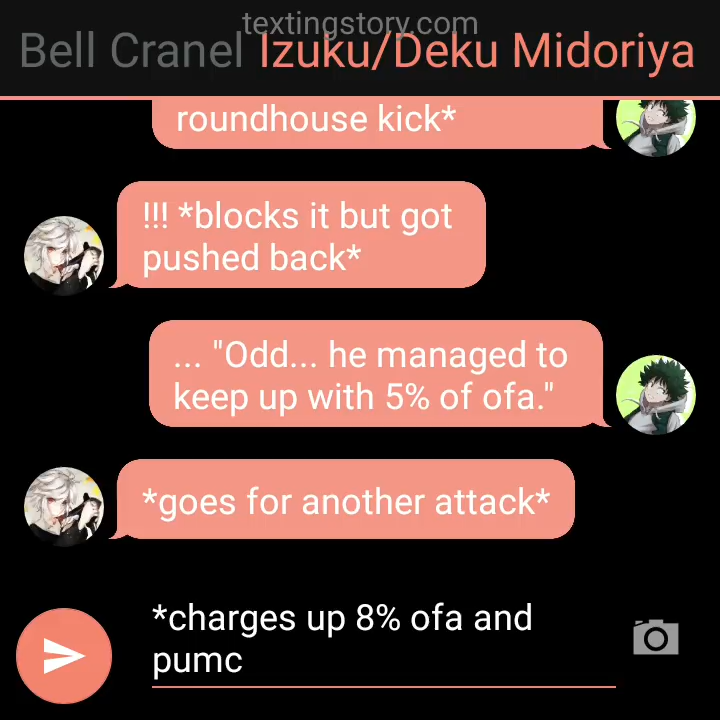 textingstory.com
Bell Cranel Izuku/Deku Midoriya
roundhouse kick*
!!! *blocks it but got
pushed back*
... "Odd... he managed to
keep up with 5% of ofa."
*goes for another attack*
*charges up 8% ofa and
pumc